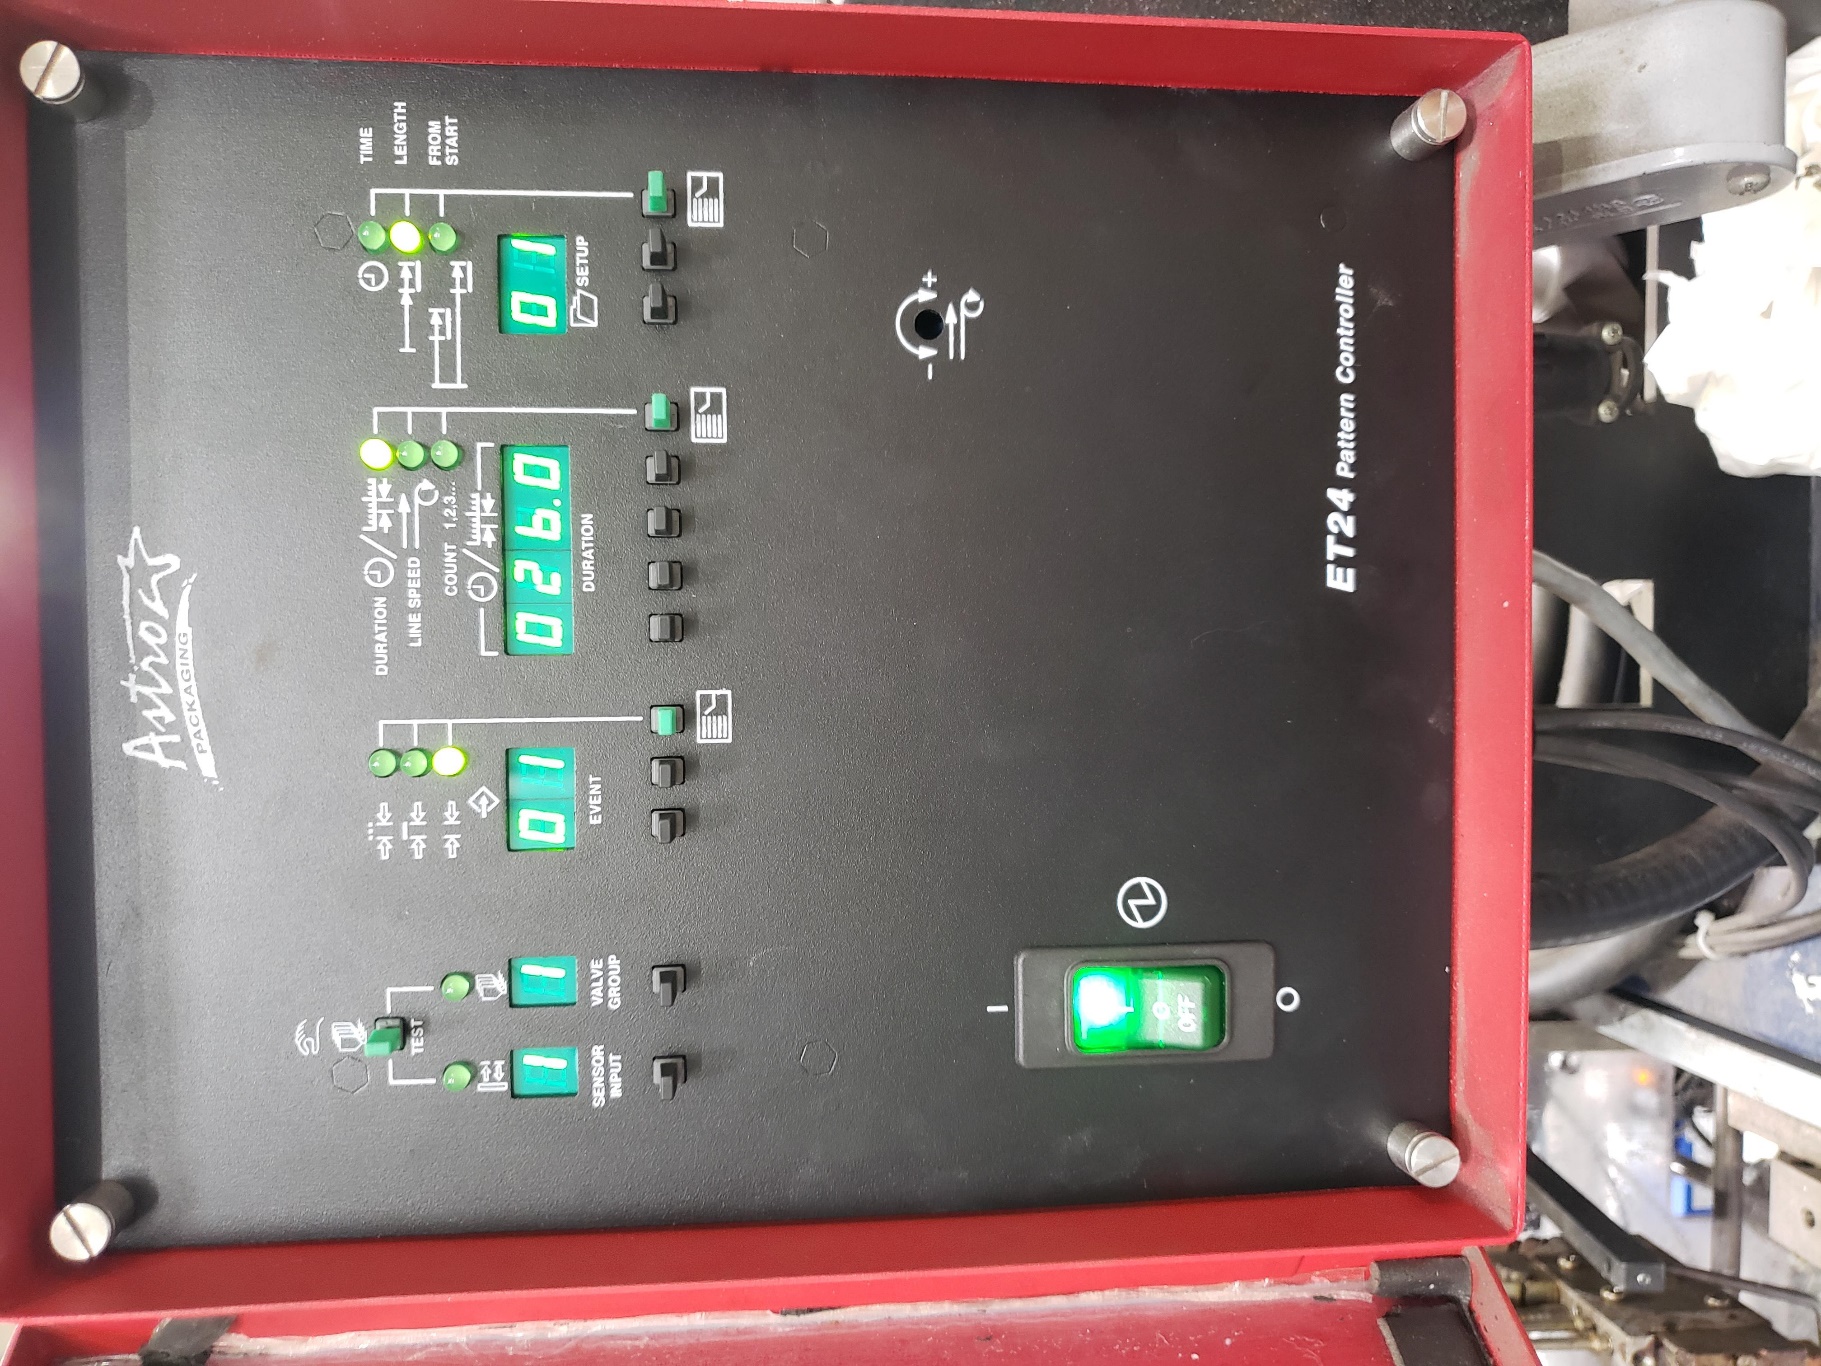 Astro
PACKAGING
TEST
1
SENSOR
INPUT
1
VALVE
GROUP
01
EVENT
DURATION
LINE SPEED
COUNT 1,2,3...
026.0
DURATION
TIME
LENGTH
FROM
START
01
SETUP
- +
I
OFF
O
ET24 Pattern Controller